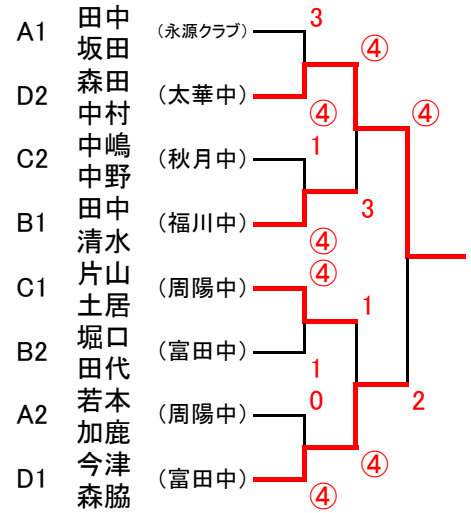 A1 田中 坂田 (永源クラブ) 3
④
D2 森田 中村 (太華中) ④
④
C2 中嶋 中野 (秋月中) 1
3
B1 田中 清水 (福川中) ④
C1 片山 土居 (周陽中) ④
1
B2 堀口 田代 (富田中) 1
2
A2 若本 加鹿 (周陽中) 0
④
D1 今津 森脇 (富田中) ④